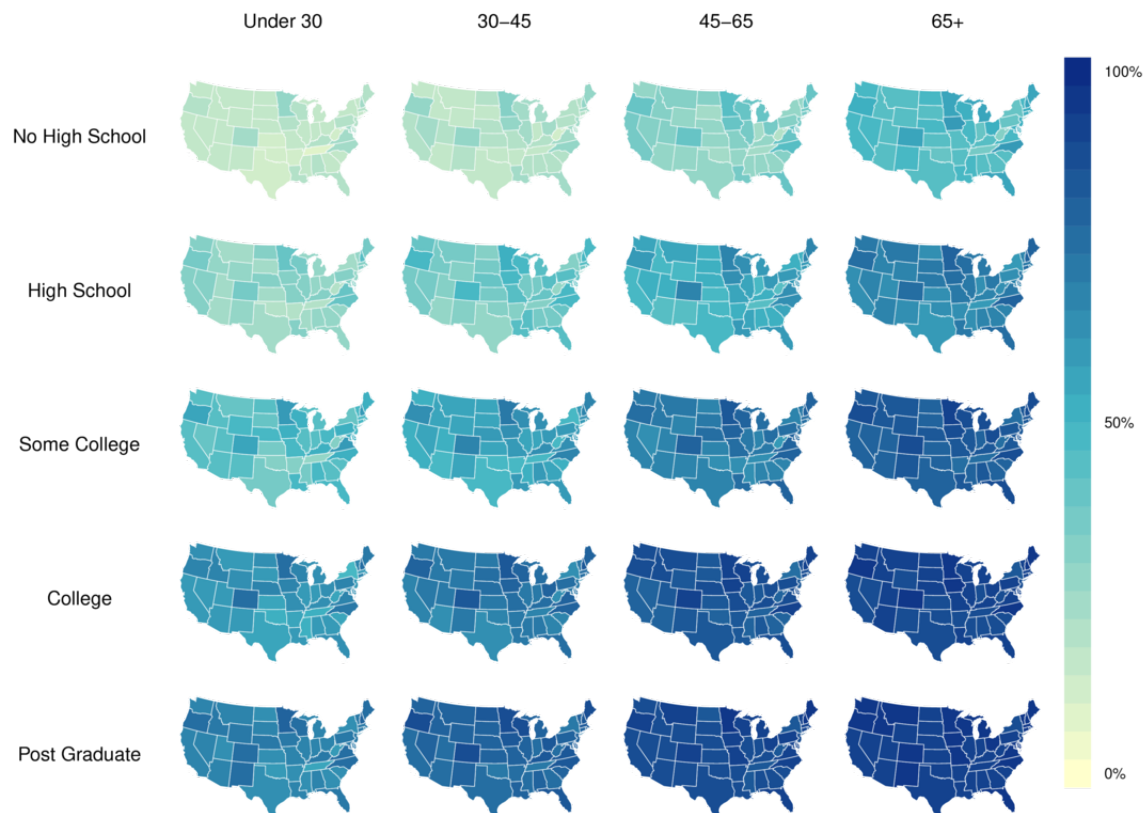 Under 30 30–45 45–65 65+
100%
No High School
High School
50%
Some College
College
Post Graduate
0%